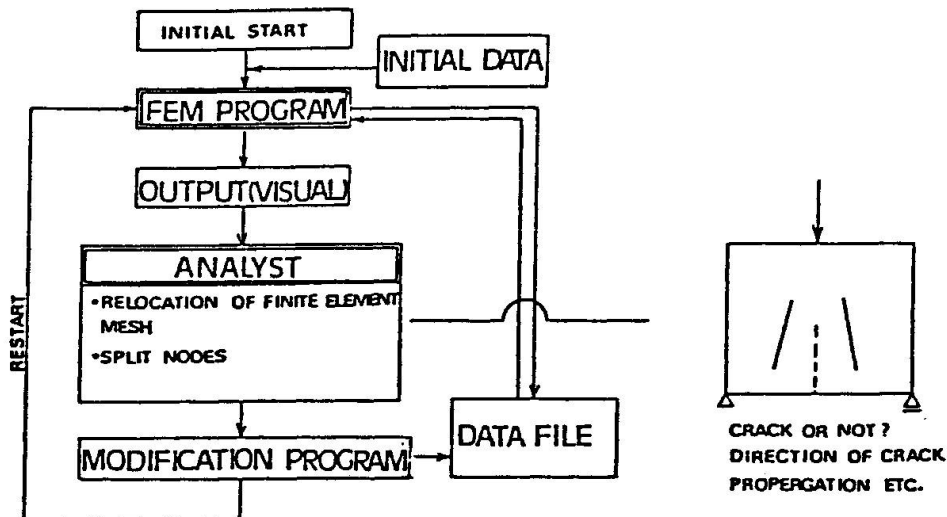 INITIAL START
INITIAL DATA
FEM PROGRAM
OUTPUT(VISUAL)
ANALYST
•RELOCATION OF FINITE ELEMENT
MESH
•SPLIT NODES
RESTART
MODIFICATION PROGRAM
DATA FILE
CRACK OR NOT?
DIRECTION OF CRACK
PROPERGATION ETC.